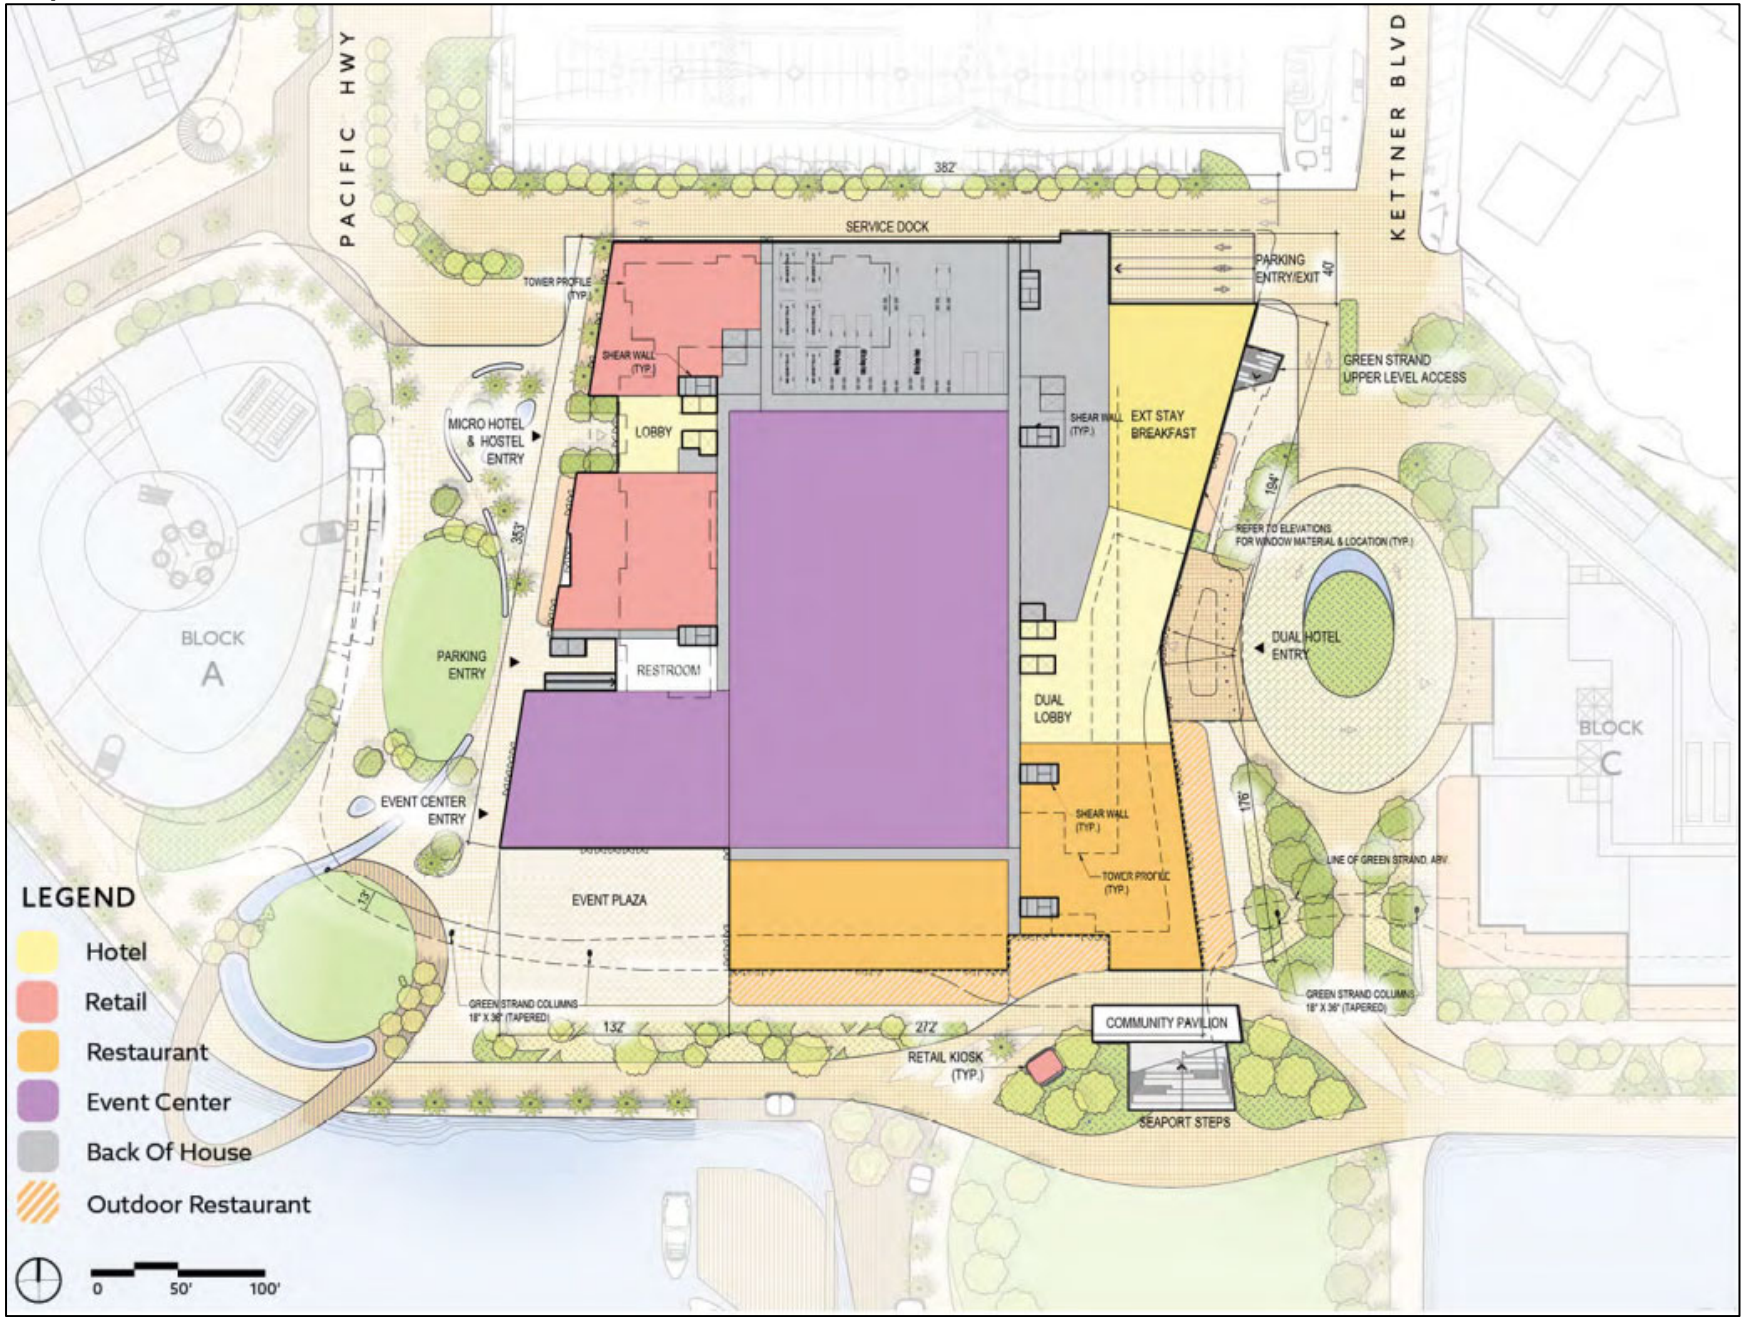 PACIFIC HWY
KETTNER BLVD
382'
SERVICE DOCK
PARKING
ENTRY/EXIT
40'
TOWER PROFILE
(TYP.)
SHEAR WALL
(TYP.)
GREEN STRAND
UPPER LEVEL ACCESS
MICRO HOTEL
& HOSTEL
ENTRY
LOBBY
SHEAR WALL
(TYP.)
EXT STAY
BREAKFAST
194'
353'
REFER TO ELEVATIONS
FOR WINDOW MATERIAL & LOCATION (TYP.)
BLOCK
A
PARKING
ENTRY
RESTROOM
DUAL HOTEL
ENTRY
DUAL
LOBBY
BLOCK
C
EVENT CENTER
ENTRY
SHEAR WALL
(TYP.)
176'
LINE OF GREEN STRAND, ABV.
TOWER PROFILE
(TYP.)
13'
EVENT PLAZA
GREEN STRAND COLUMNS
18" X 36" (TAPERED)
GREEN STRAND COLUMNS
18" X 36" (TAPERED)
132'
272'
COMMUNITY PAVILION
RETAIL KIOSK
(TYP.)
SEAPORT STEPS
LEGEND
Hotel
Retail
Restaurant
Event Center
Back Of House
Outdoor Restaurant
0 50' 100'